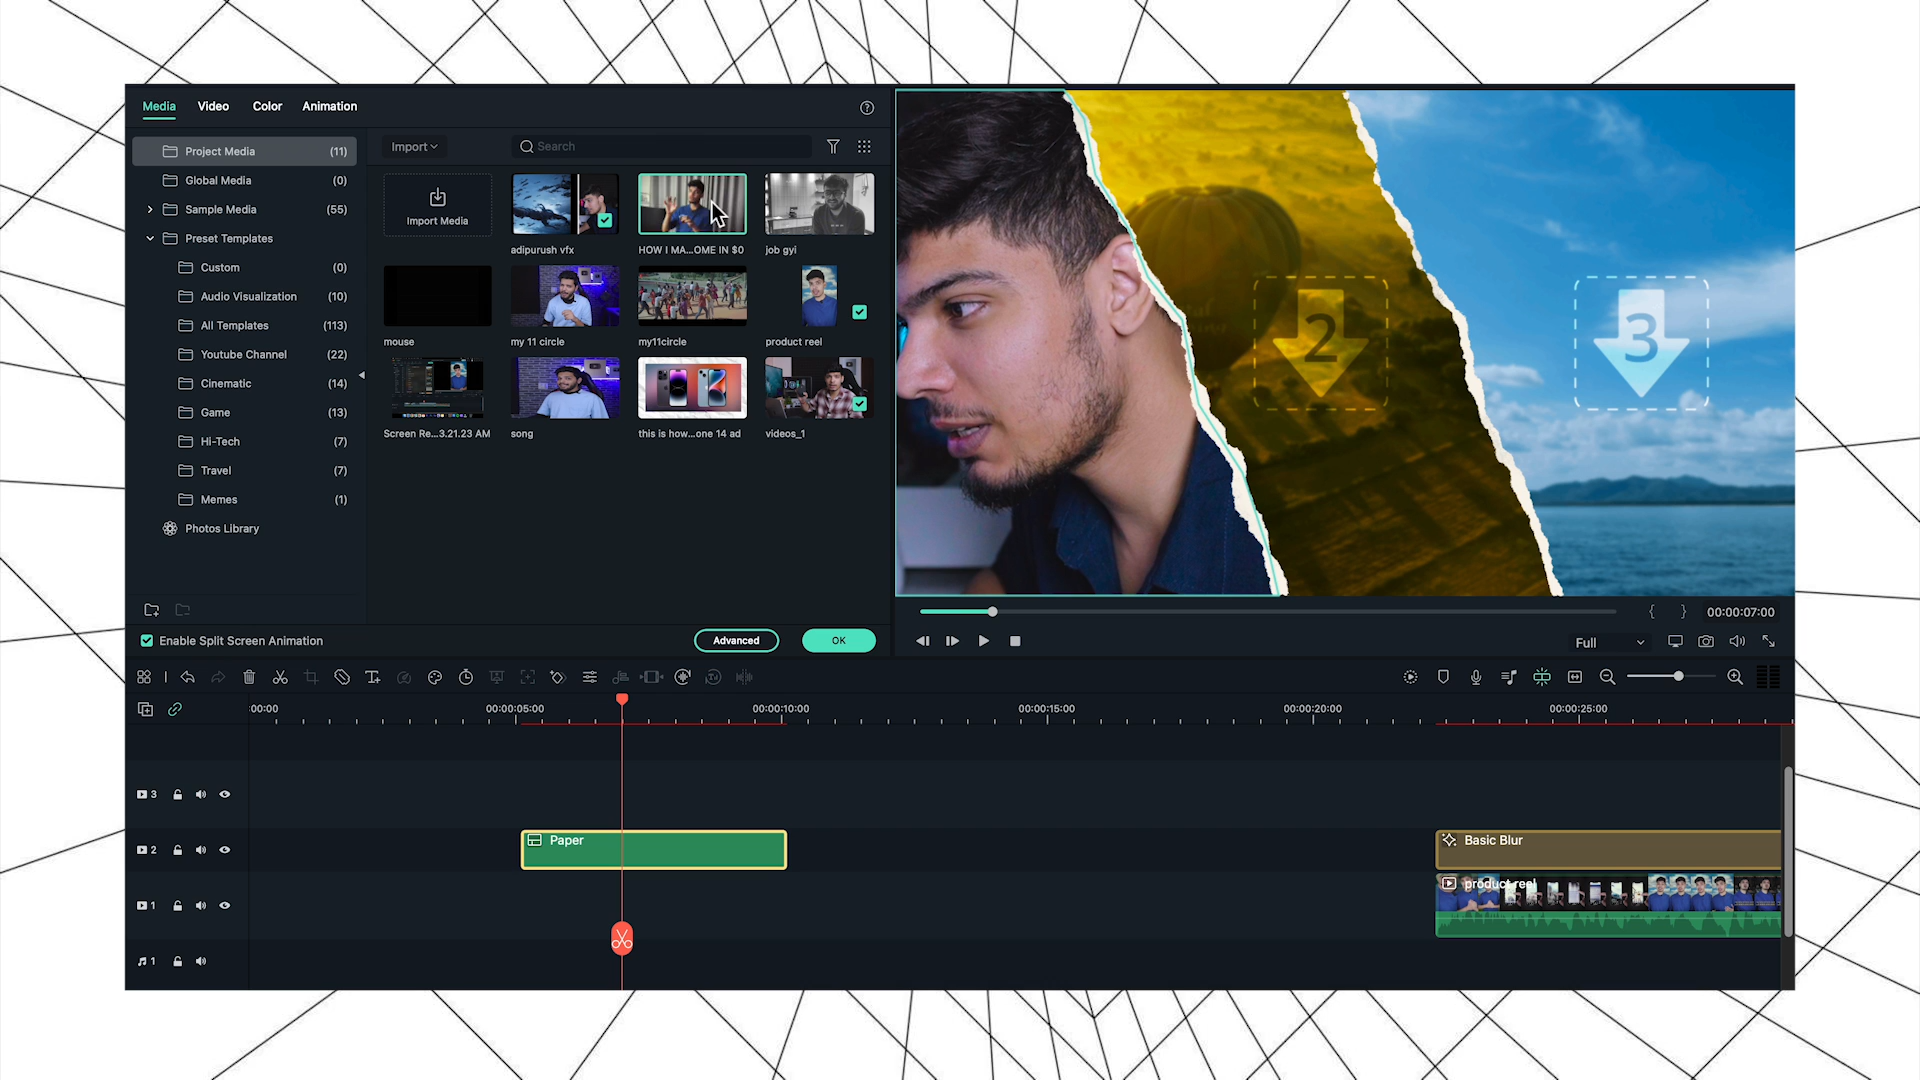 Media Video Color Animation
Project Media (11)
Global Media (0)
Sample Media (55)
Preset Templates
Custom (0)
Audio Visualization (10)
All Templates (113)
Youtube Channel (22)
Cinematic (14)
Game (13)
Hi-Tech (7)
Travel (7)
Memes (1)
Photos Library
Import
Search
Import Media
adipurush vfx
HOW I MA...OME IN $0
job gyi
mouse
my 11 circle
my11circle
product reel
Screen Re...3.21.23 AM
song
this is how...one 14 ad
videos_1
Enable Split Screen Animation
Advanced
OK
2
3
{ }
00:00:07:00
Full
:00:00
00:00:05:00
00:00:10:00
00:00:15:00
00:00:20:00
00:00:25:00
3
2
Paper
Basic Blur
1
product reel
1